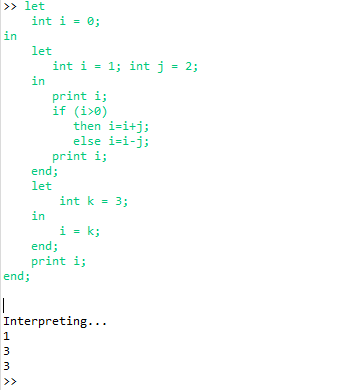 >> let
    int i = 0;
in
    let
       int i = 1; int j = 2;
    in
       print i;
       if (i>0)
          then i=i+j;
          else i=i-j;
       print i;
    end;
    let
        int k = 3;
    in
        i = k;
    end;
    print i;
end;
Interpreting...
1
3
3
>>